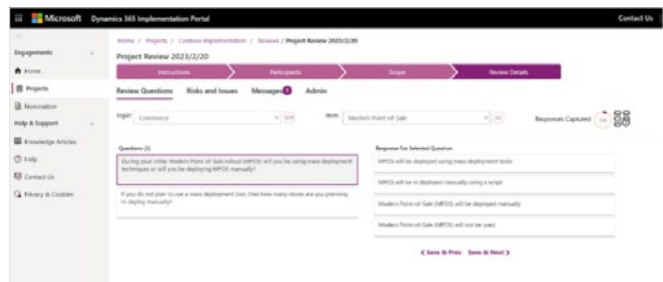 Microsoft Dynamics 365 Implementation Portal Contact Us
Engagements
Home
Projects
Nomination
Help & Support
Knowledge Articles
Help
Contact Us
Privacy & Cookies
Home / Projects / Contoso Implementation / Reviews / Project Review 2023/2/20
Project Review 2023/2/20
Instructions Participants Scope Review Details
Review Questions Risks and Issues Messages Admin
Topic Commerce Item Modern Point-of-Sale Responses Captured
Questions (2)
During your initial Modern Point of Sale rollout (MPOS) will you be using mass deployment
techniques or will you be deploying MPOS manually?
If you do not plan to use a mass deployment tool, then how many stores are you planning
to deploy manually?
Response For Selected Question
MPOS will be deployed using mass deployment tools
MPOS will be in deployed manually using a script
Modern Point-of-Sale (MPOS) will be deployed manually
Modern Point-of-Sale (MPOS) will not be used
Save & Prev Save & Next